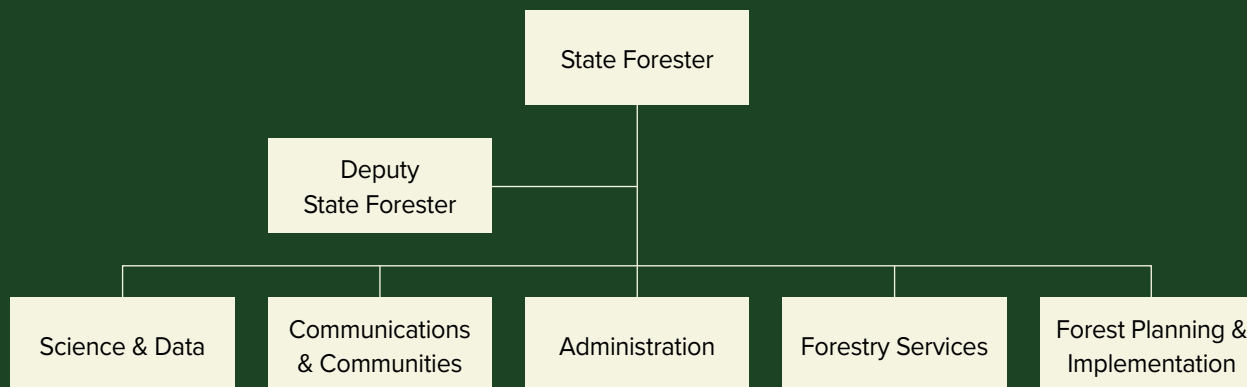 State Forester
Deputy
State Forester
Science & Data
Communications
& Communities
Administration
Forestry Services
Forest Planning &
Implementation